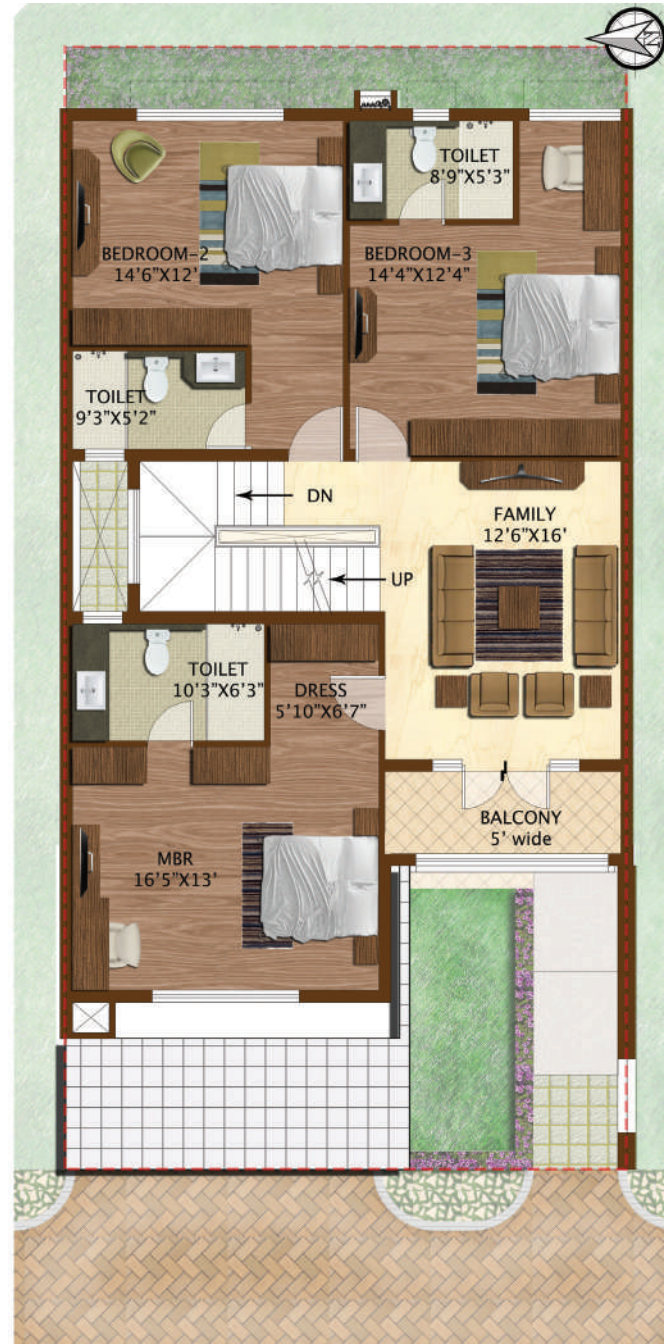 TOILET
8'9"X5'3"
BEDROOM-2
14'6"X12'
BEDROOM-3
14'4"X12'4"
TOILET
9'3"X5'2"
DN
FAMILY
12'6"X16'
UP
TOILET
10'3"X6'3"
DRESS
5'10"X6'7"
BALCONY
5' wide
MBR
16'5"X13'